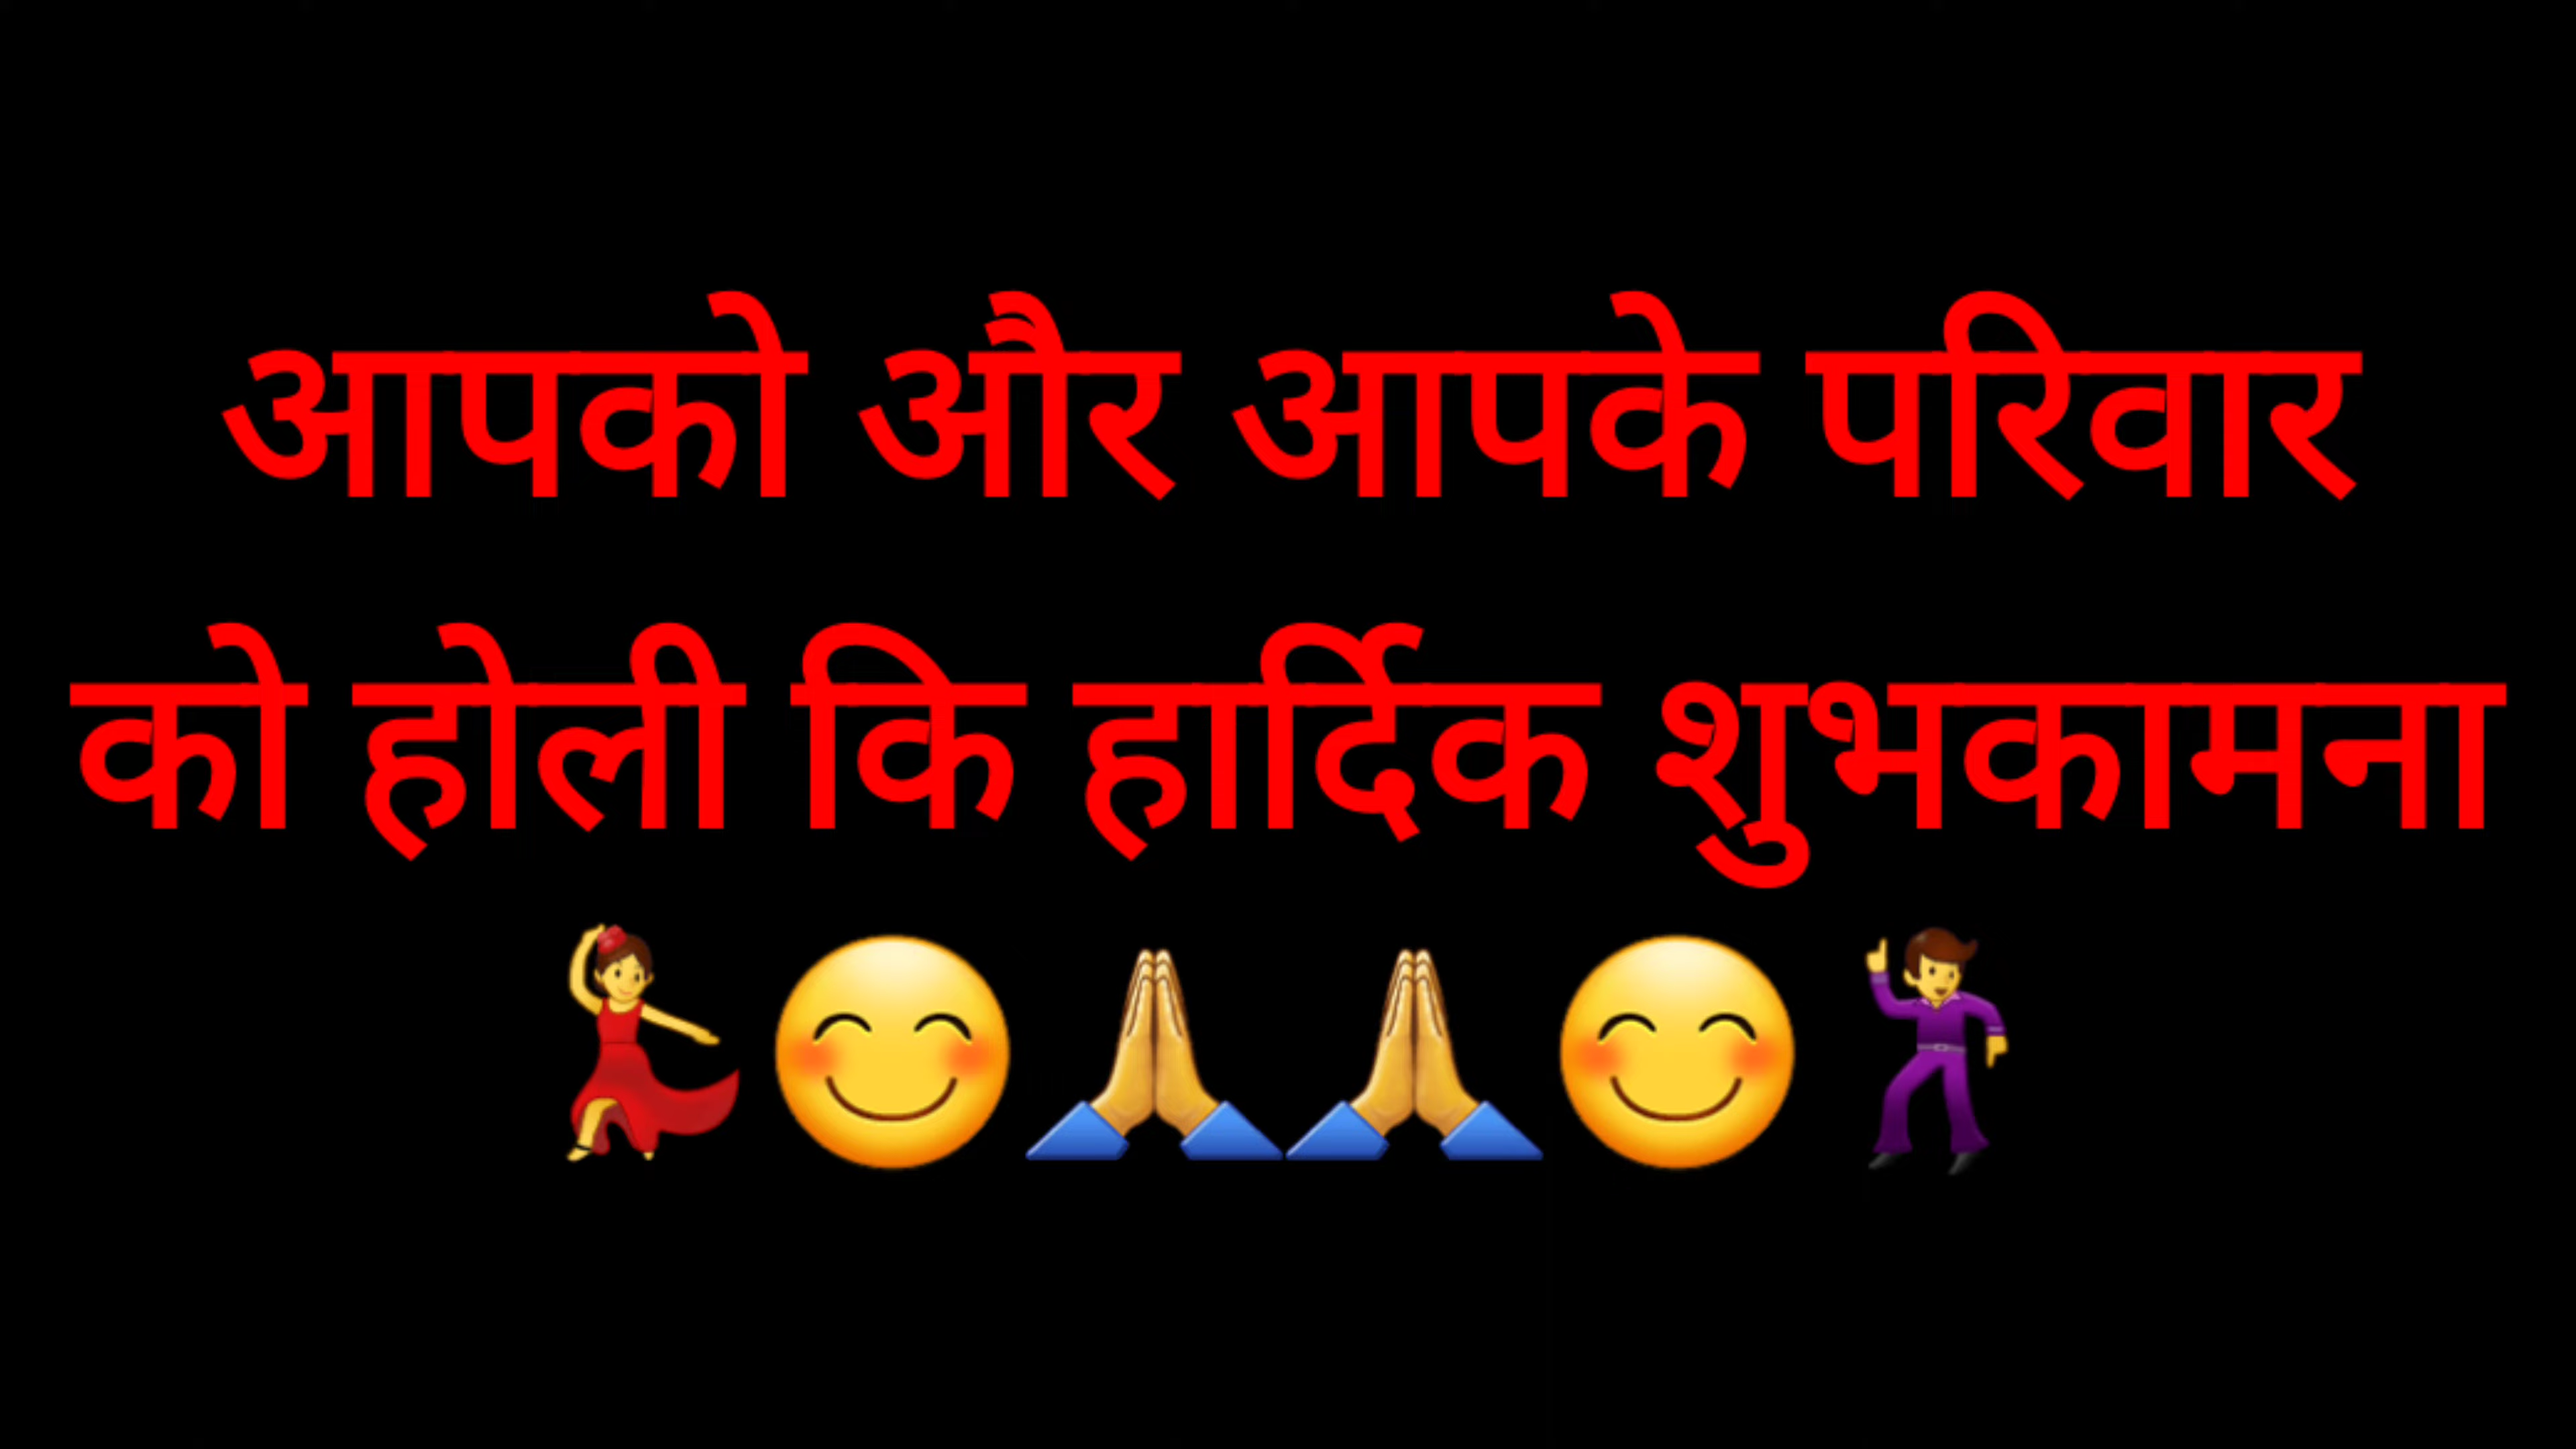 आपको और आपके परिवार
को होली कि हार्दिक शुभकामना
💃😊🙏🙏😊🕺